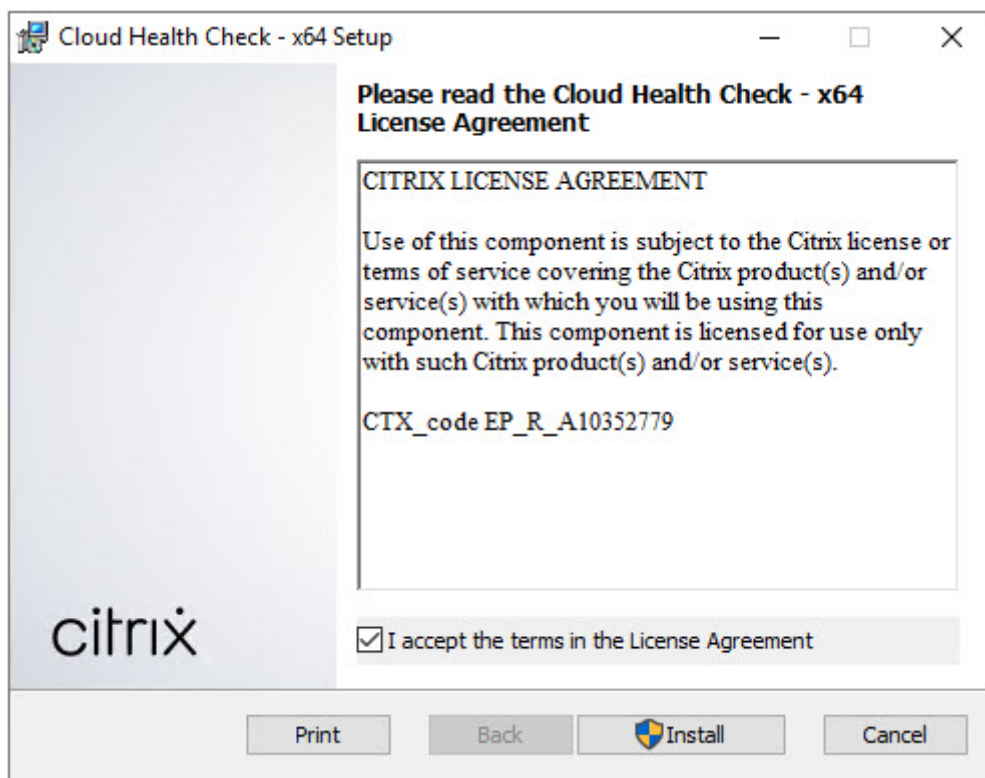 Cloud Health Check - x64 Setup
Please read the Cloud Health Check - x64
License Agreement
CITRIX LICENSE AGREEMENT
Use of this component is subject to the Citrix license or
terms of service covering the Citrix product(s) and/or
service(s) with which you will be using this
component. This component is licensed for use only
with such Citrix product(s) and/or service(s).
CTX_code EP_R_A10352779
citrix
I accept the terms in the License Agreement
Print
Back
Install
Cancel